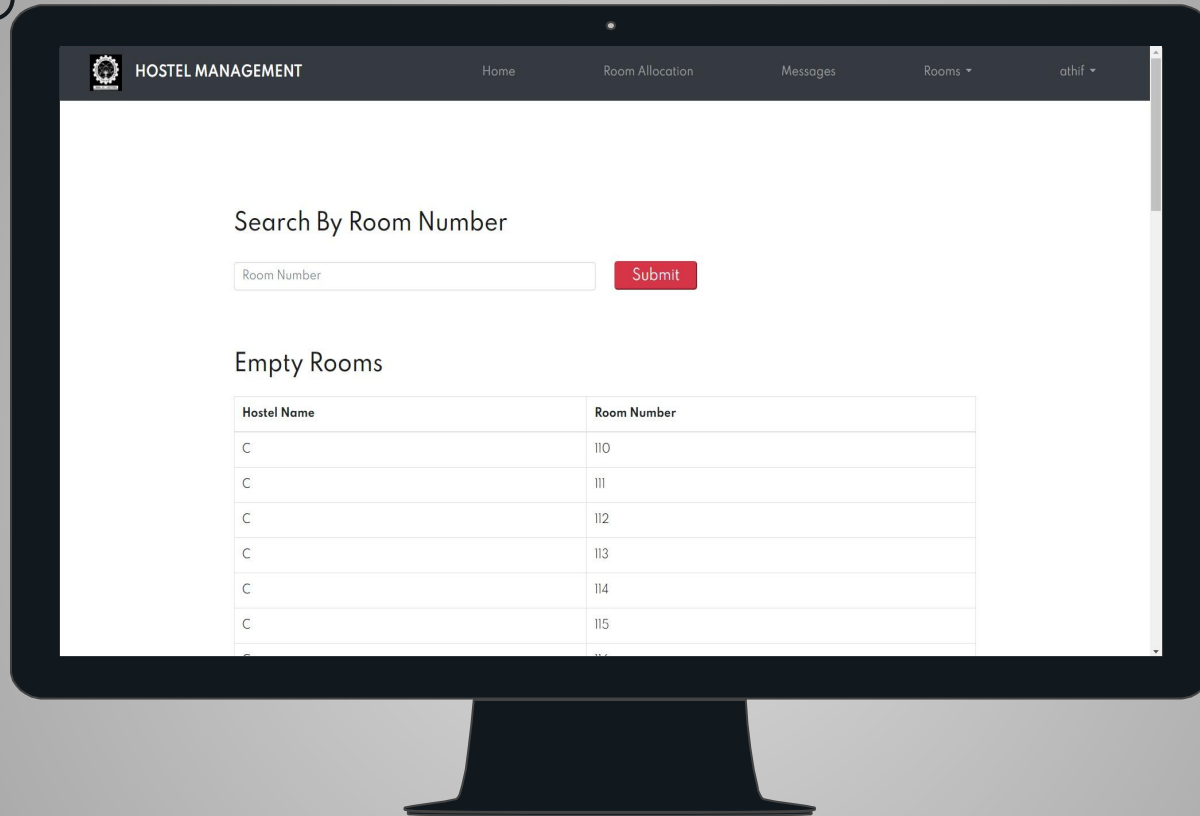 HOSTEL MANAGEMENT Home Room Allocation Messages Rooms athif
Search By Room Number
Room Number Submit
Empty Rooms
Hostel Name Room Number
C 110
C 111
C 112
C 113
C 114
C 115